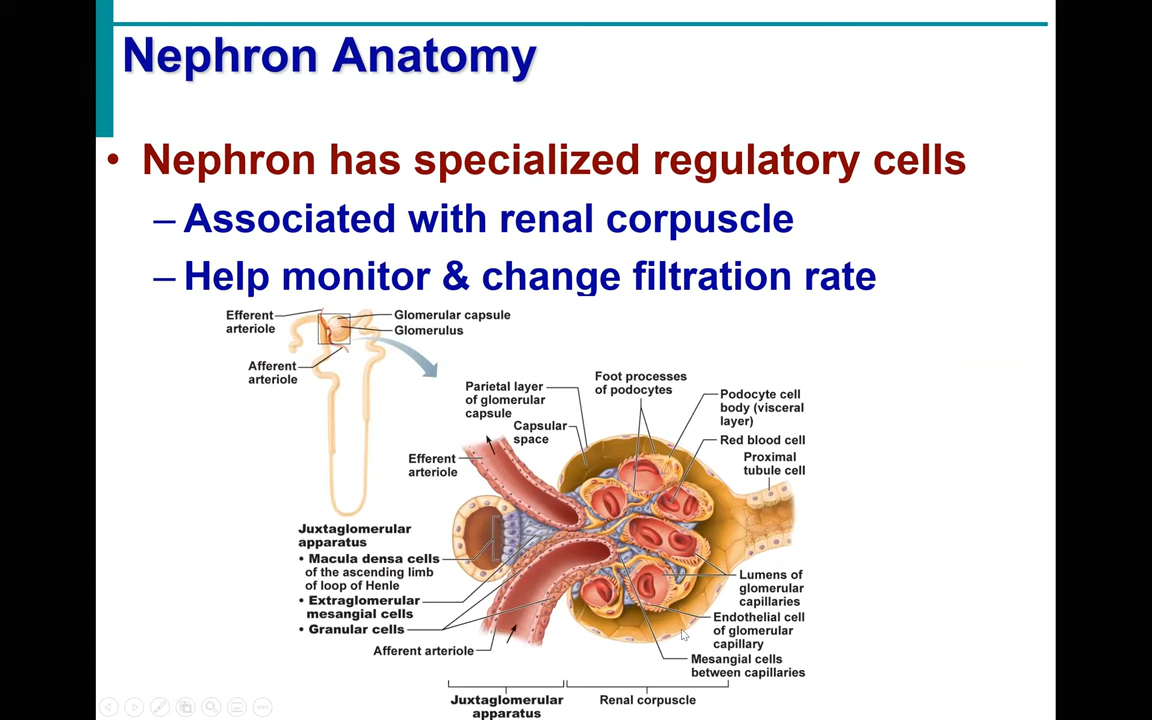 Nephron Anatomy
• Nephron has specialized regulatory cells
– Associated with renal corpuscle
– Help monitor & change filtration rate
Efferent
arteriole
Glomerular capsule
Glomerulus
Afferent
arteriole
Parietal layer
of glomerular
capsule
Capsular
space
Foot processes
of podocytes
Podocyte cell
body (visceral
layer)
Red blood cell
Proximal
tubule cell
Efferent
arteriole
Juxtaglomerular
apparatus
• Macula densa cells
of the ascending limb
of loop of Henle
• Extraglomerular
mesangial cells
• Granular cells
Afferent arteriole
Lumens of
glomerular
capillaries
Endothelial cell
of glomerular
capillary
Mesangial cells
between capillaries
Juxtaglomerular
apparatus
Renal corpuscle